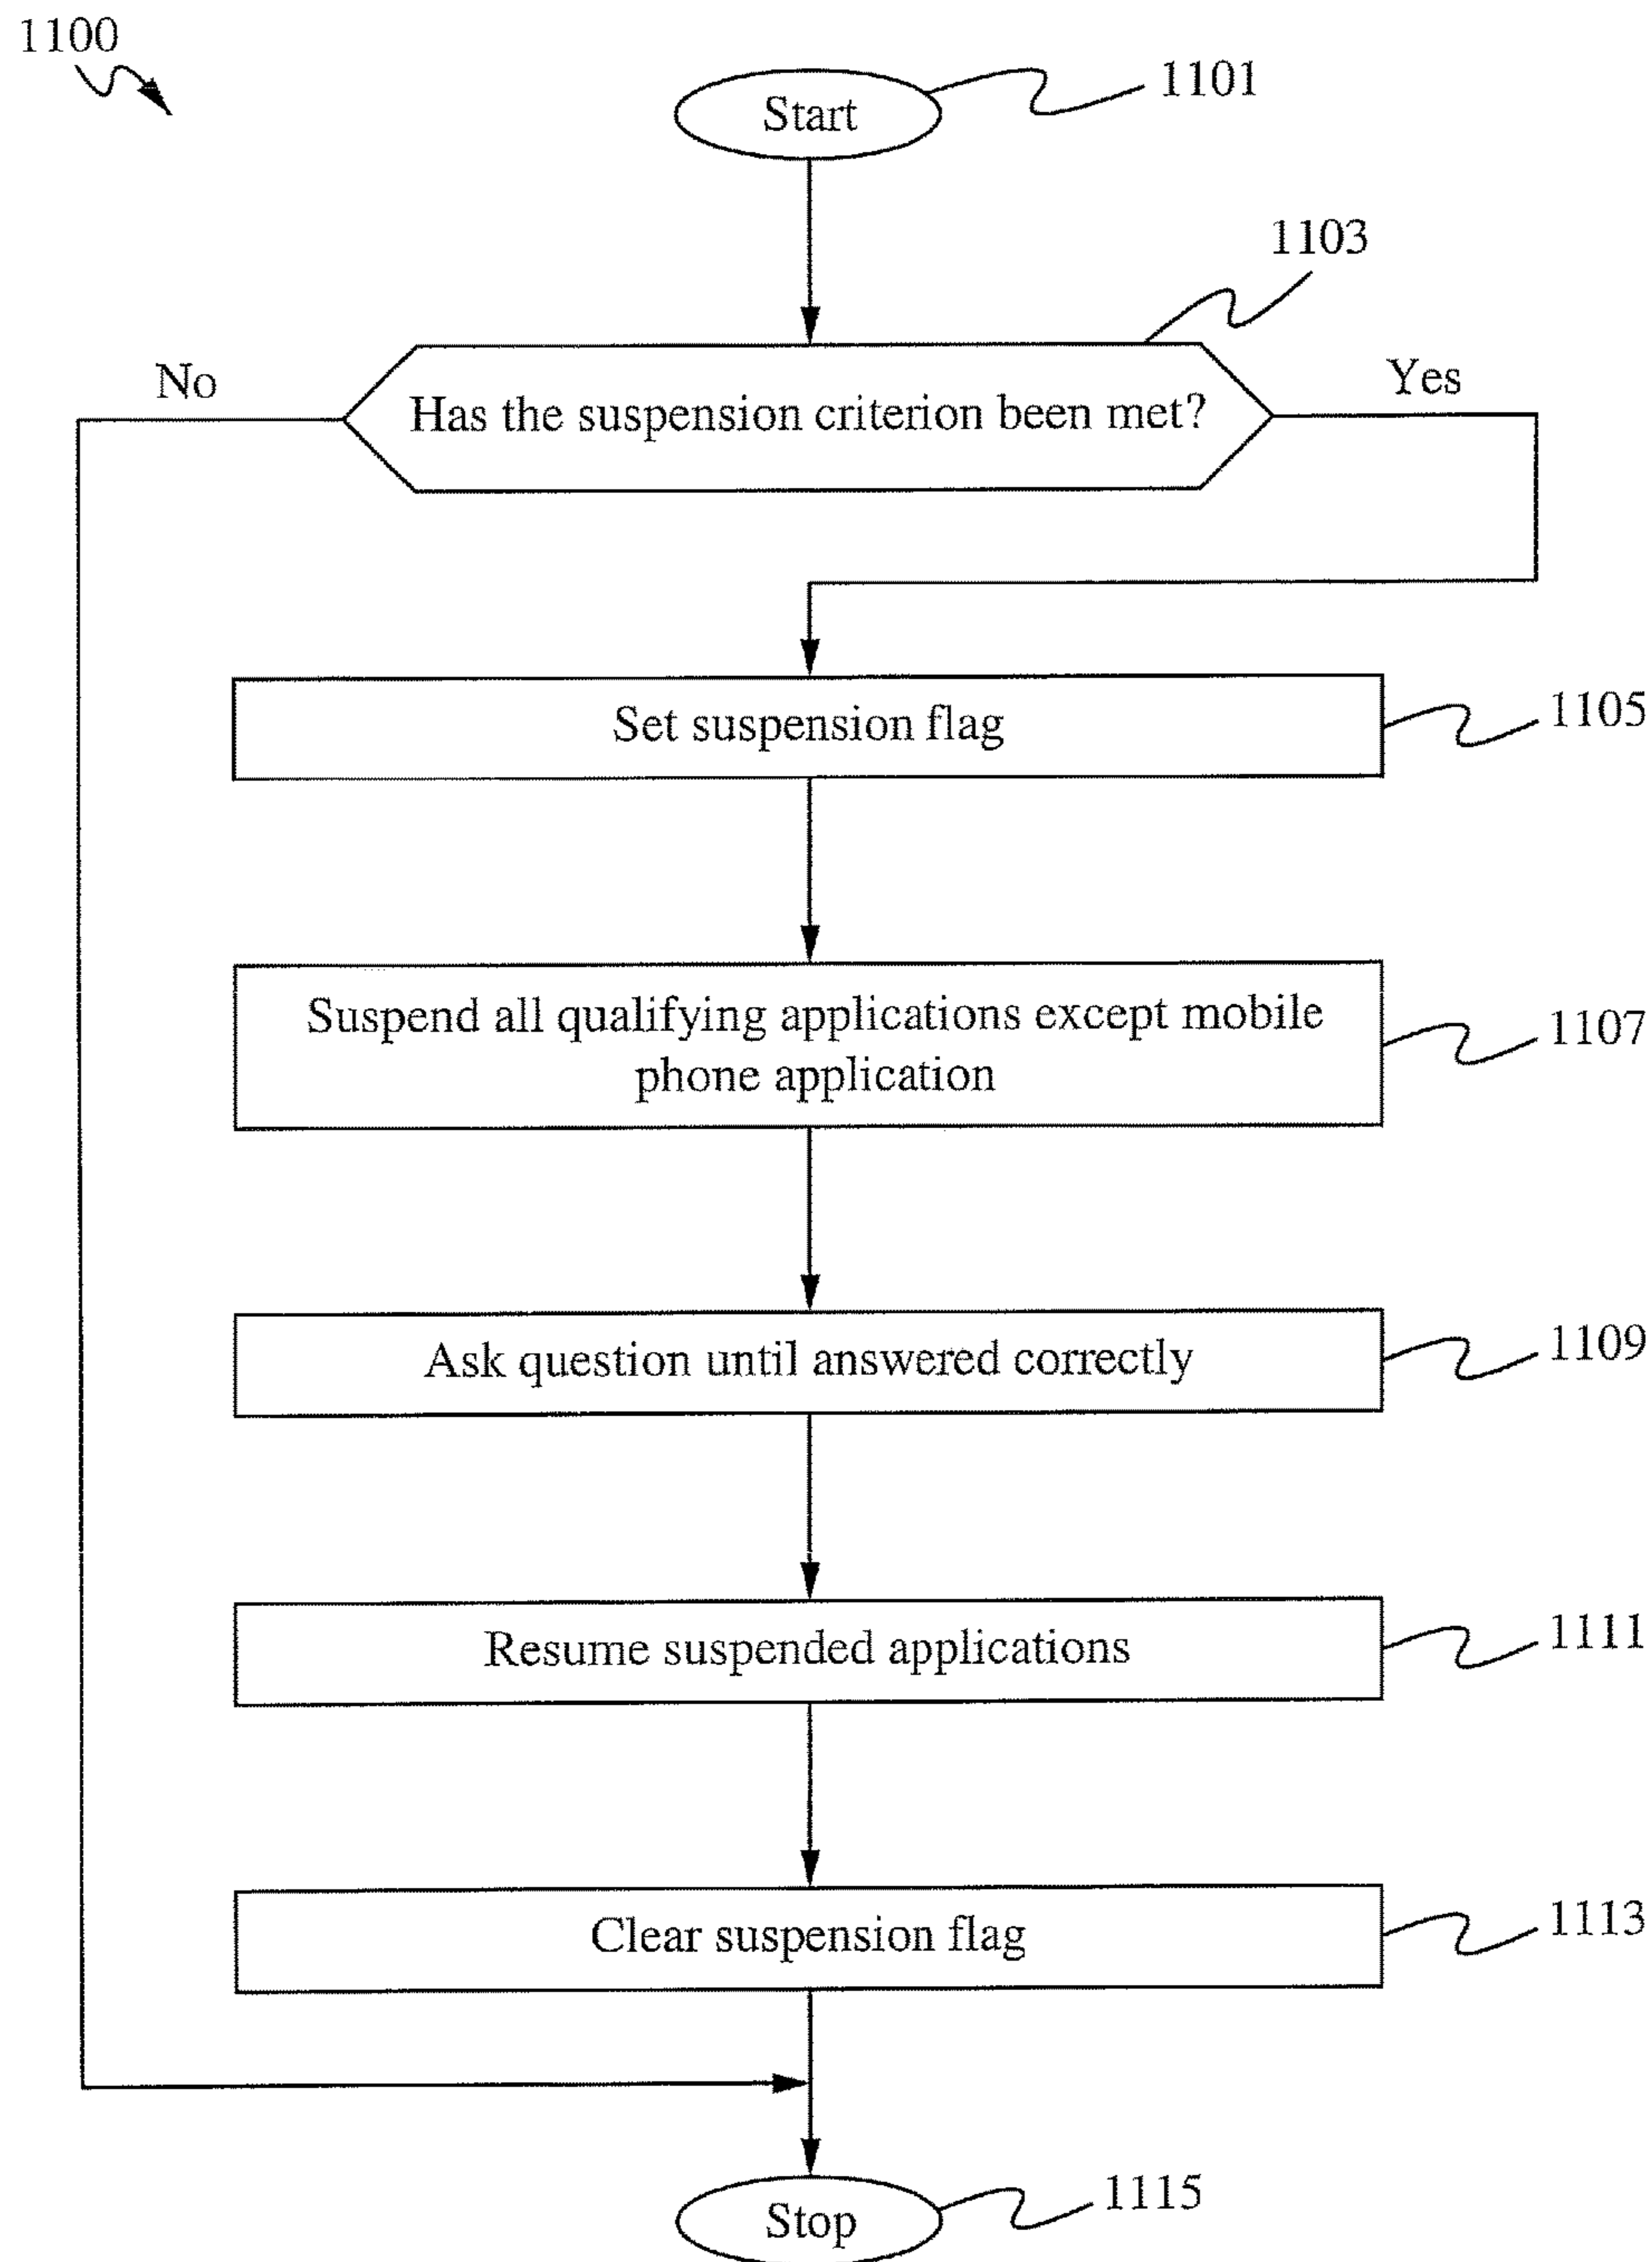 1100
Start
1101
1103
No
Has the suspension criterion been met?
Yes
Set suspension flag
1105
Suspend all qualifying applications except mobile
phone application
1107
Ask question until answered correctly
1109
Resume suspended applications
1111
Clear suspension flag
1113
Stop
1115